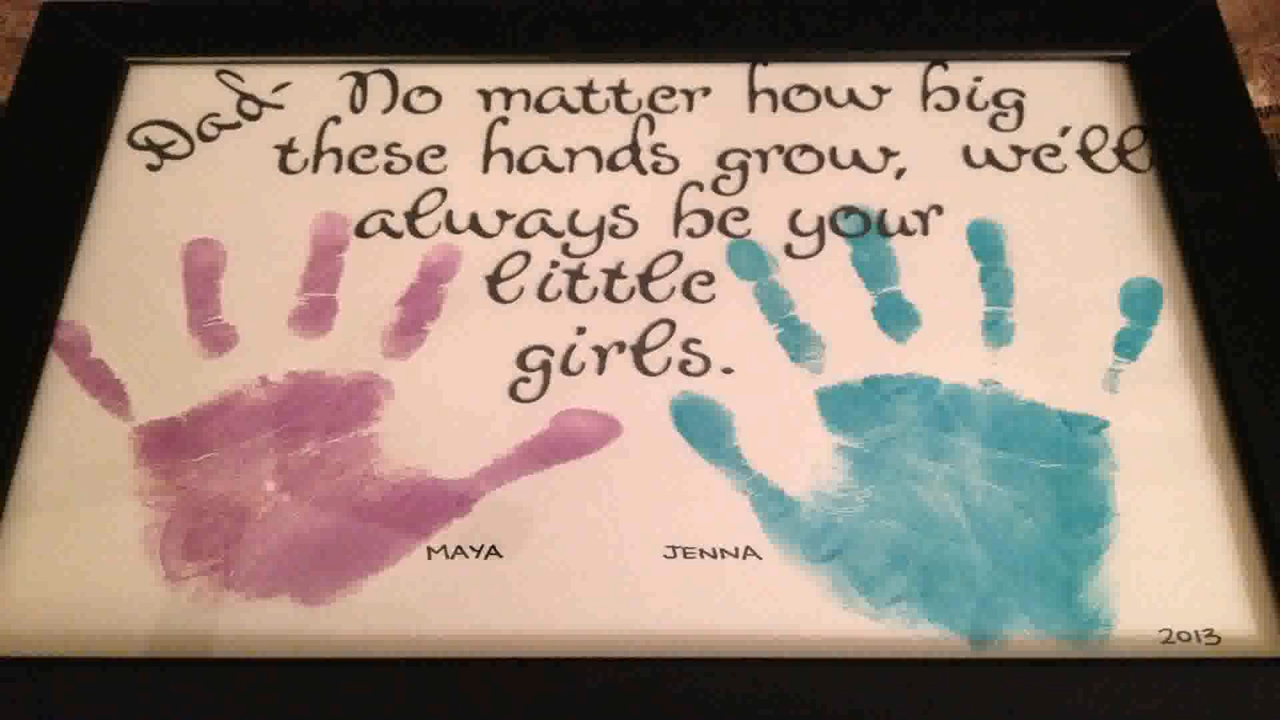 Dad- No matter how big
these hands grow, we'll
always be your
little
girls.
MAYA
JENNA
2013